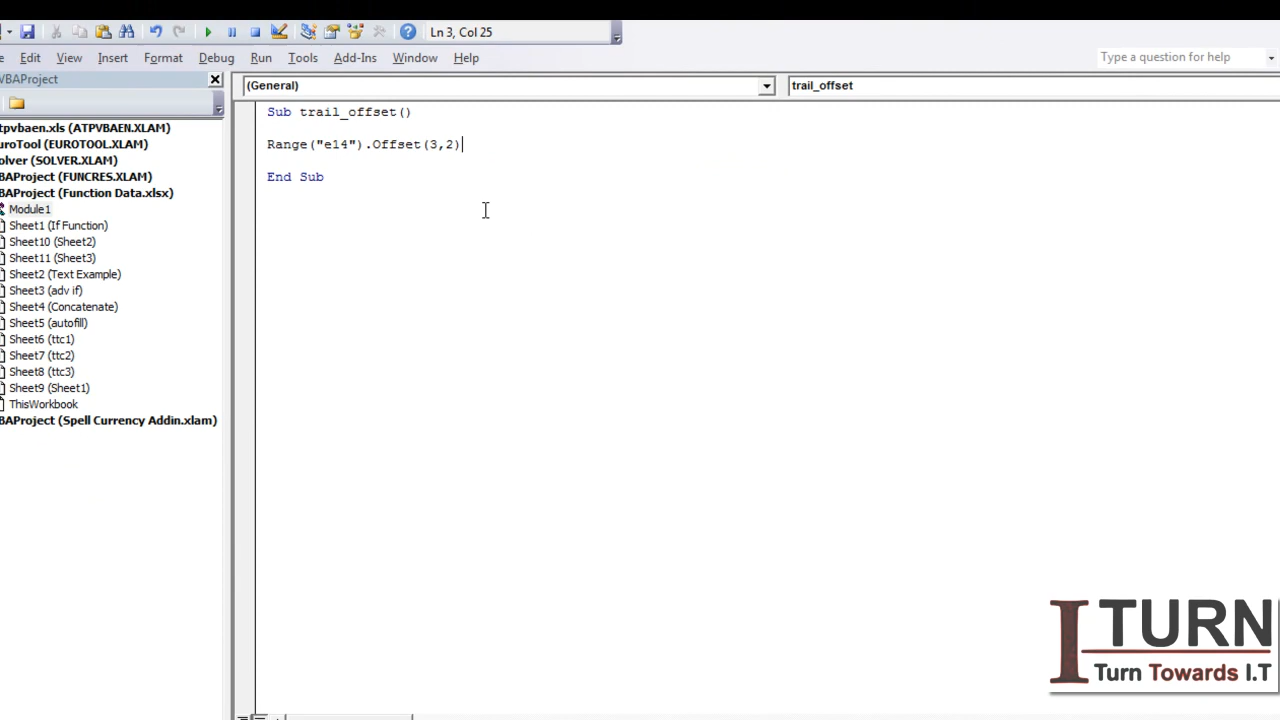 Ln 3, Col 25
Edit View Insert Format Debug Run Tools Add-Ins Window Help
Type a question for help
VBAProject
(General)
trail_offset
tpvbaen.xls (ATPVBAEN.XLAM)
uroTool (EUROTOOL.XLAM)
olver (SOLVER.XLAM)
BAProject (FUNCRES.XLAM)
BAProject (Function Data.xlsx)
Module1
Sheet1 (If Function)
Sheet10 (Sheet2)
Sheet11 (Sheet3)
Sheet2 (Text Example)
Sheet3 (adv if)
Sheet4 (Concatenate)
Sheet5 (autofill)
Sheet6 (ttc1)
Sheet7 (ttc2)
Sheet8 (ttc3)
Sheet9 (Sheet1)
ThisWorkbook
BAProject (Spell Currency Addin.xlam)
Sub trail_offset()
Range("e14").Offset(3,2)
End Sub
I TURN
Turn Towards I.T